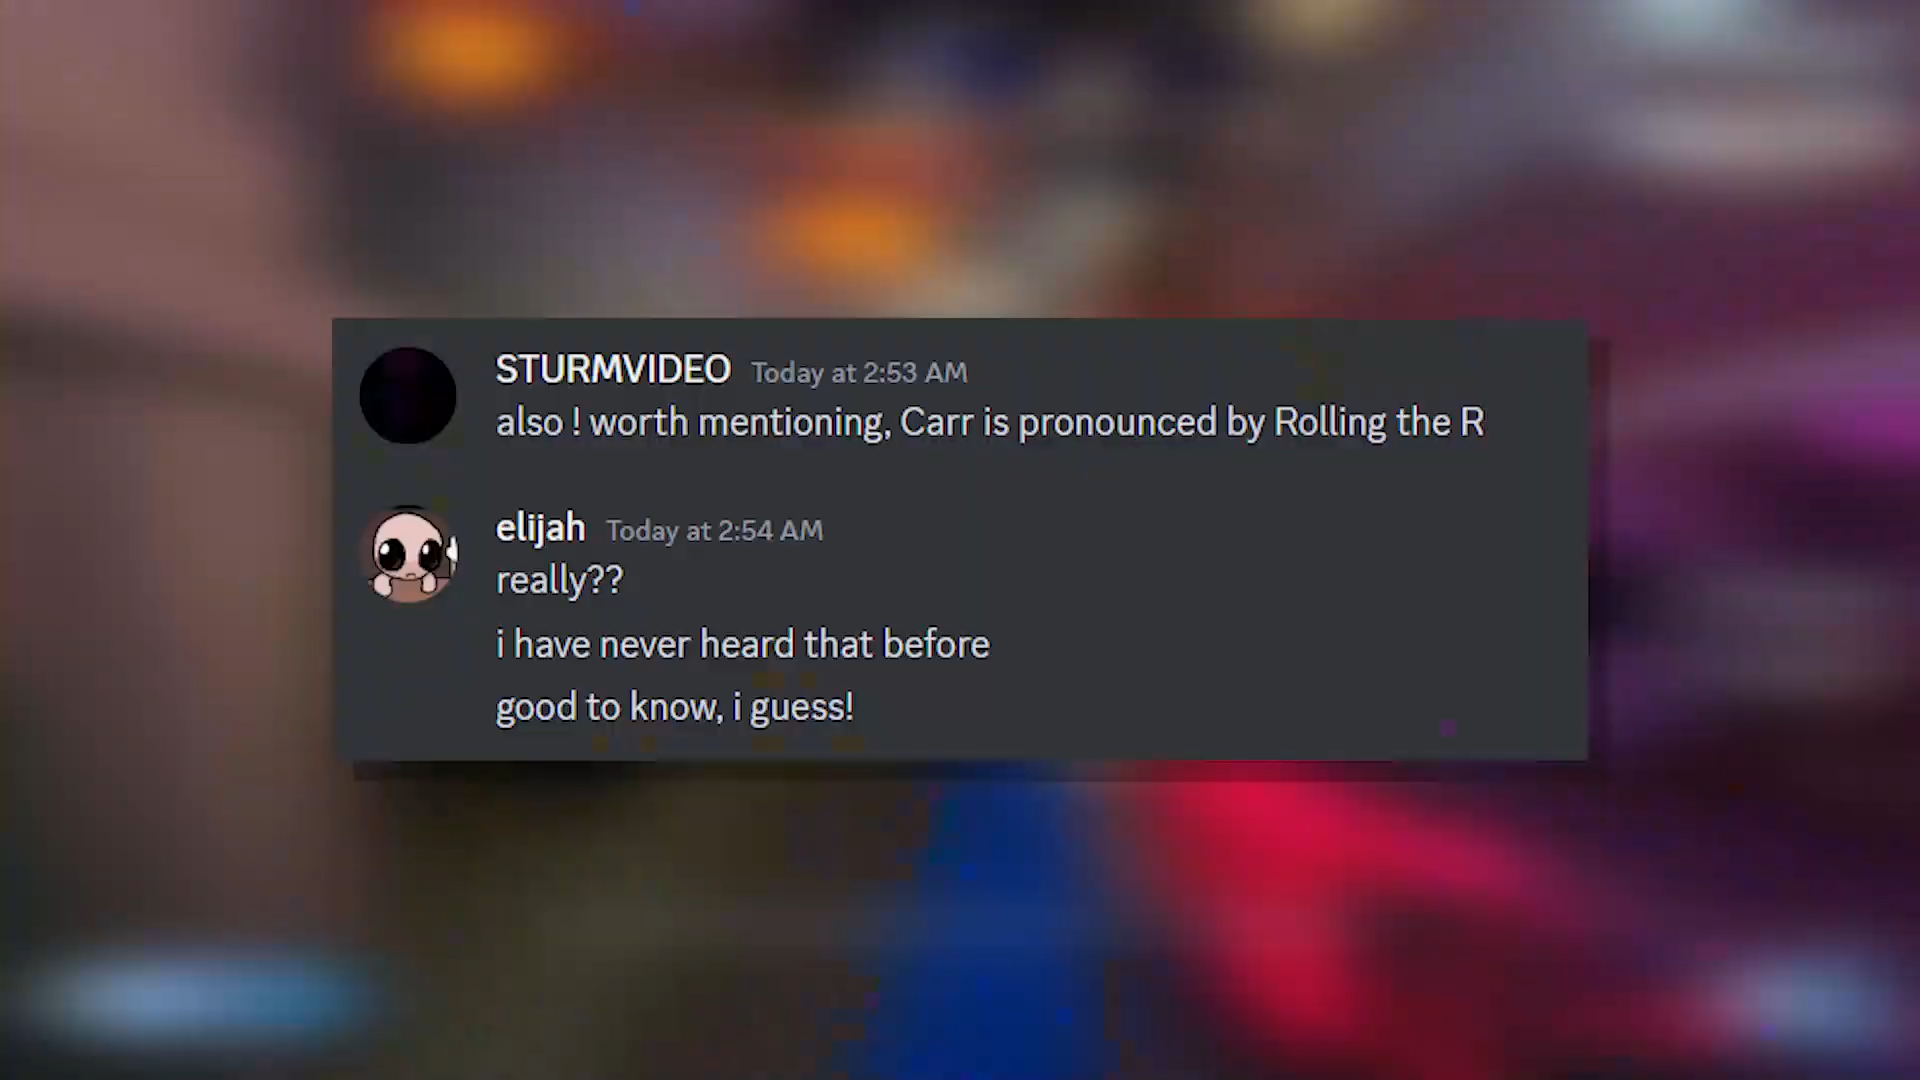 STURMVIDEO Today at 2:53 AM
also ! worth mentioning, Carr is pronounced by Rolling the R
elijah Today at 2:54 AM
really??
i have never heard that before
good to know, i guess!